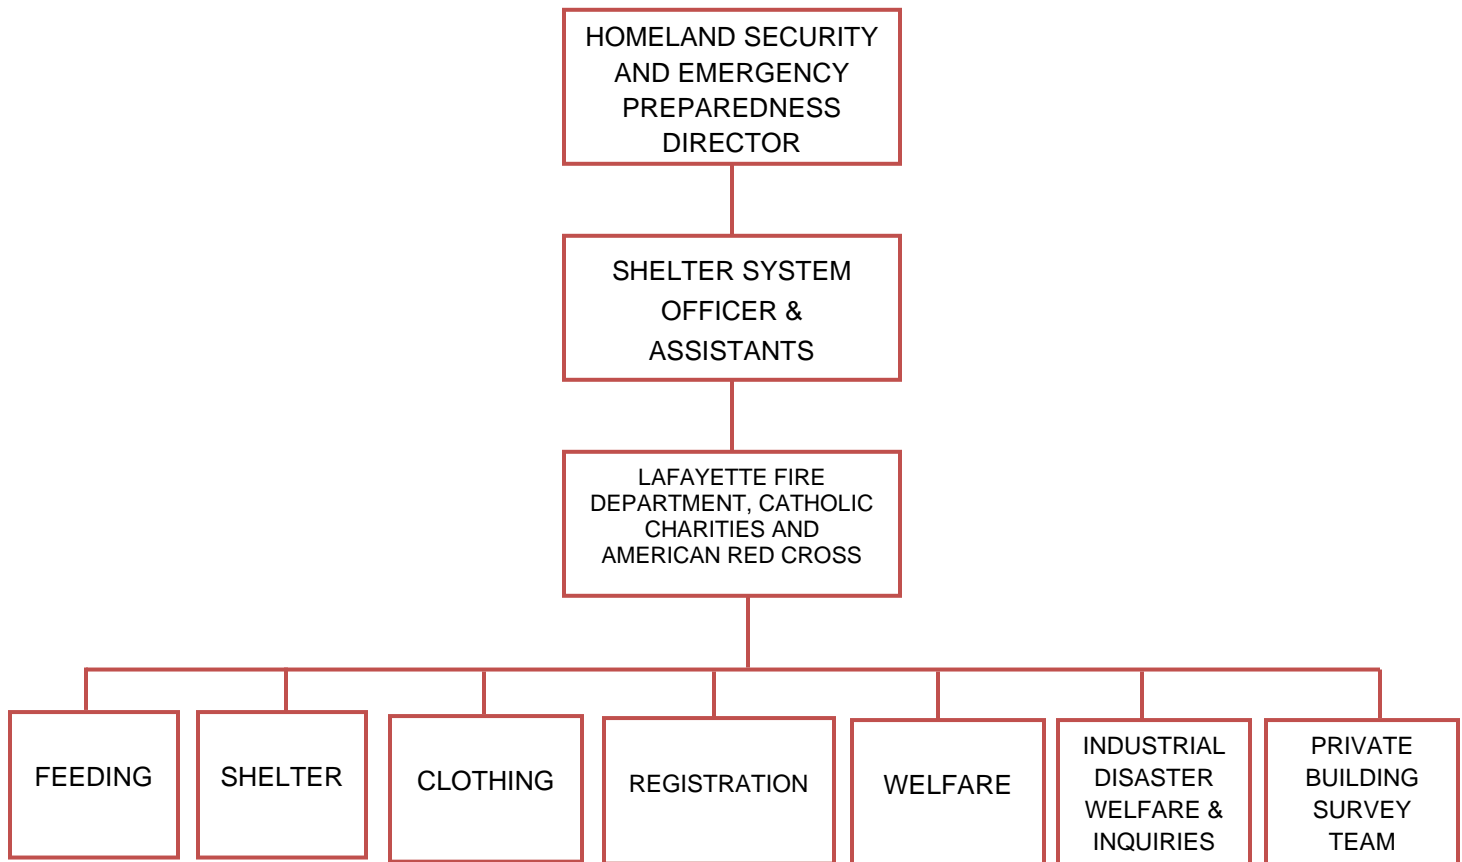 HOMELAND SECURITY
AND EMERGENCY
PREPAREDNESS
DIRECTOR
SHELTER SYSTEM
OFFICER &
ASSISTANTS
LAFAYETTE FIRE
DEPARTMENT, CATHOLIC
CHARITIES AND
AMERICAN RED CROSS
FEEDING
SHELTER
CLOTHING
REGISTRATION
WELFARE
INDUSTRIAL
DISASTER
WELFARE &
INQUIRIES
PRIVATE
BUILDING
SURVEY
TEAM